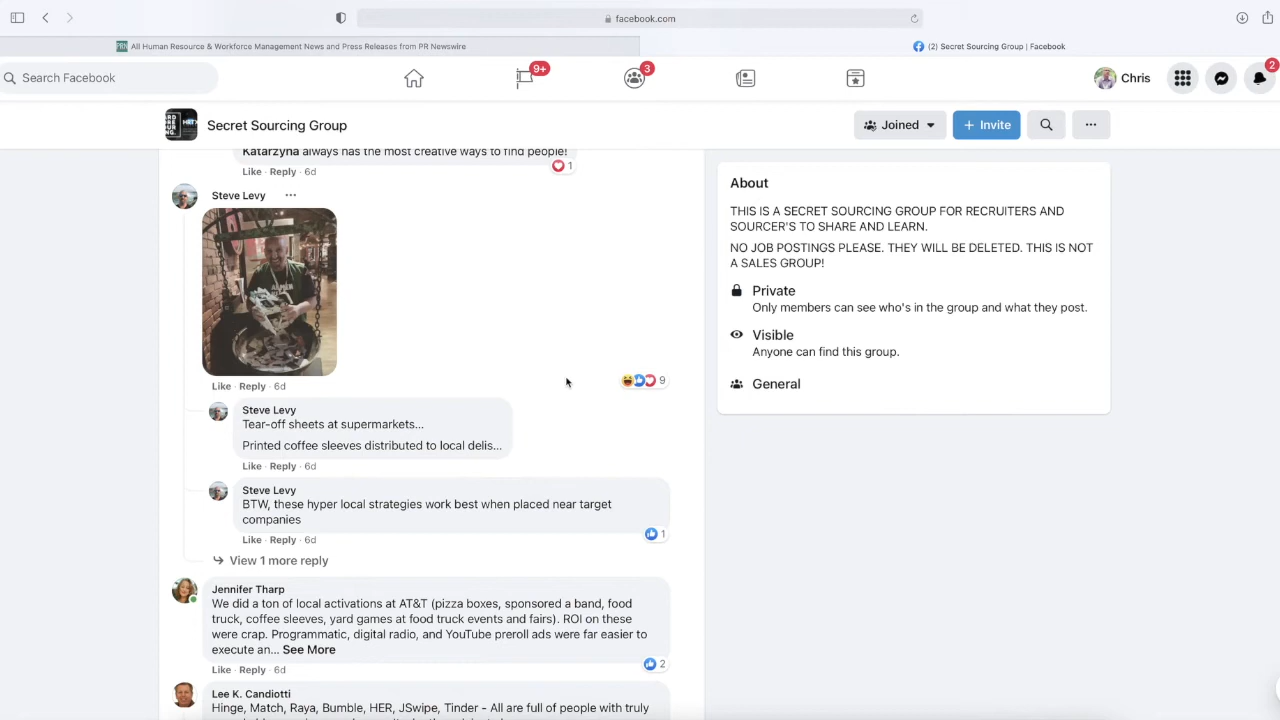 facebook.com
PRN All Human Resource & Workforce Management News and Press Releases from PR Newswire
(2) Secret Sourcing Group | Facebook
Search Facebook
9+
3
Chris
2
Secret Sourcing Group
Joined
+ Invite
Katarzyna always has the most creative ways to find people!
1
Like · Reply · 6d
Steve Levy
9
Like · Reply · 6d
Steve Levy
Tear-off sheets at supermarkets...
Printed coffee sleeves distributed to local delis...
Like · Reply · 6d
Steve Levy
BTW, these hyper local strategies work best when placed near target
companies
1
Like · Reply · 6d
View 1 more reply
Jennifer Tharp
We did a ton of local activations at AT&T (pizza boxes, sponsored a band, food
truck, coffee sleeves, yard games at food truck events and fairs). ROI on these
were crap. Programmatic, digital radio, and YouTube preroll ads were far easier to
execute an... See More
2
Like · Reply · 6d
Lee K. Candiotti
Hinge, Match, Raya, Bumble, HER, JSwipe, Tinder - All are full of people with truly
About
THIS IS A SECRET SOURCING GROUP FOR RECRUITERS AND
SOURCER'S TO SHARE AND LEARN.
NO JOB POSTINGS PLEASE. THEY WILL BE DELETED. THIS IS NOT
A SALES GROUP!
Private
Only members can see who's in the group and what they post.
Visible
Anyone can find this group.
General